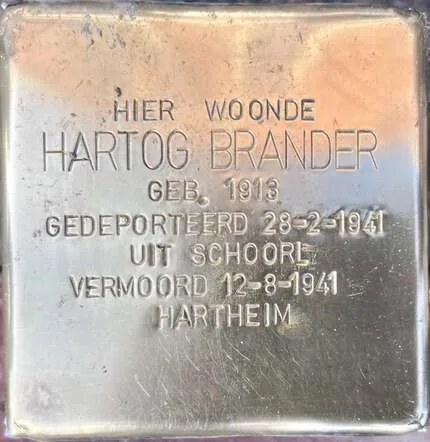 HIER WOONDE
HARTOG BRANDER
GEB. 1913
GEDEPORTEERD 28-2-1941
UIT SCHOORL
VERMOORD 12-8-1941
HARTHEIM